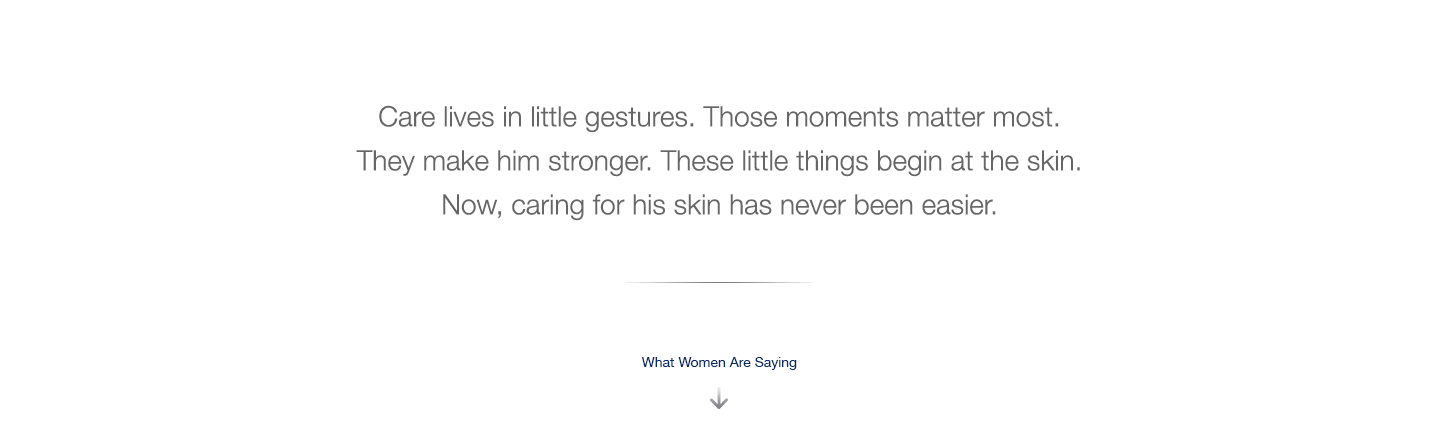 Care lives in little gestures. Those moments matter most.
They make him stronger. These little things begin at the skin.
Now, caring for his skin has never been easier.
What Women Are Saying